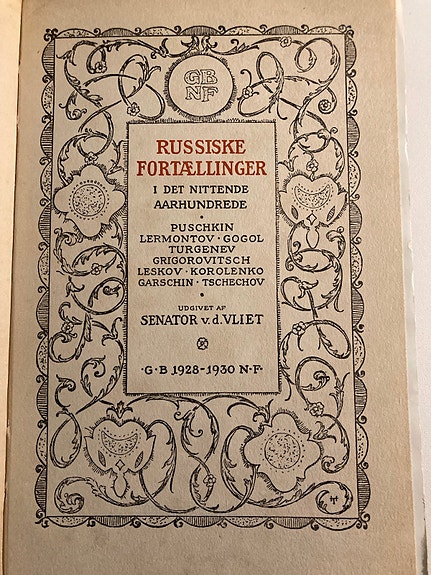 GB
NF
RUSSISKE
FORTÆLLINGER
I DET NITTENDE
AARHUNDREDE
•
PUSCHKIN
LERMONTOV · GOGOL
TURGENEV
GRIGOROVITSCH
LESKOV · KOROLENKO
GARSCHIN · TSCHECHOV
•
UDGIVET AF
SENATOR v. d. VLIET
·G·B 1928-1930 N·F·